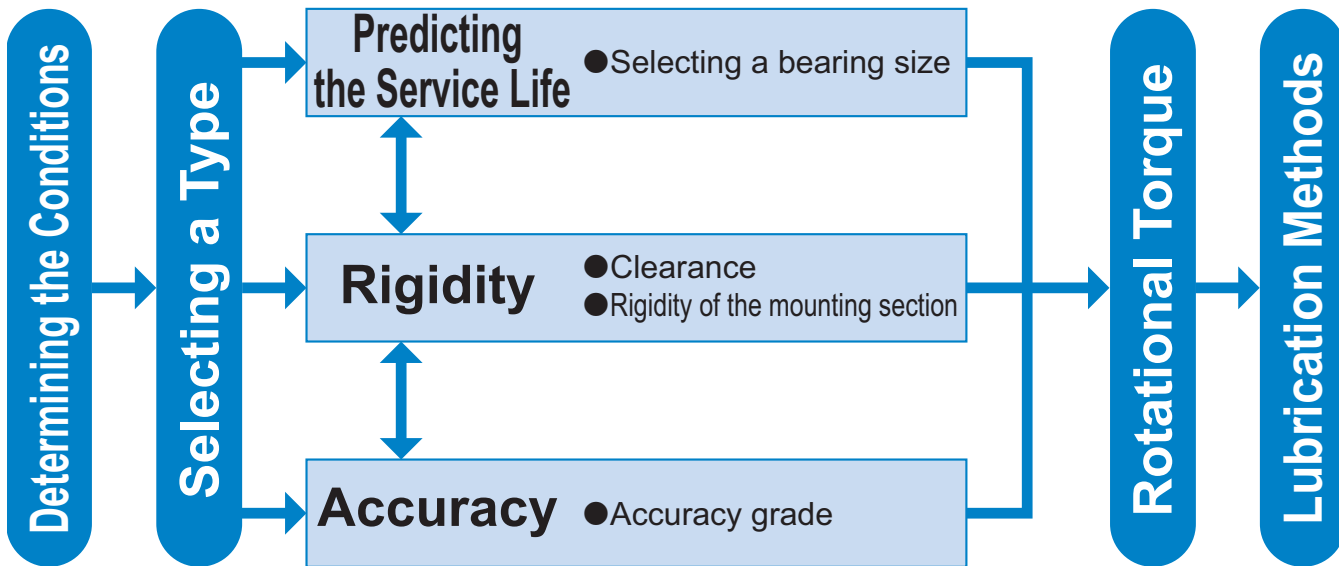 Determining the Conditions
Selecting a Type
Predicting
the Service Life
●Selecting a bearing size
Rigidity
●Clearance
●Rigidity of the mounting section
Accuracy
●Accuracy grade
Rotational Torque
Lubrication Methods